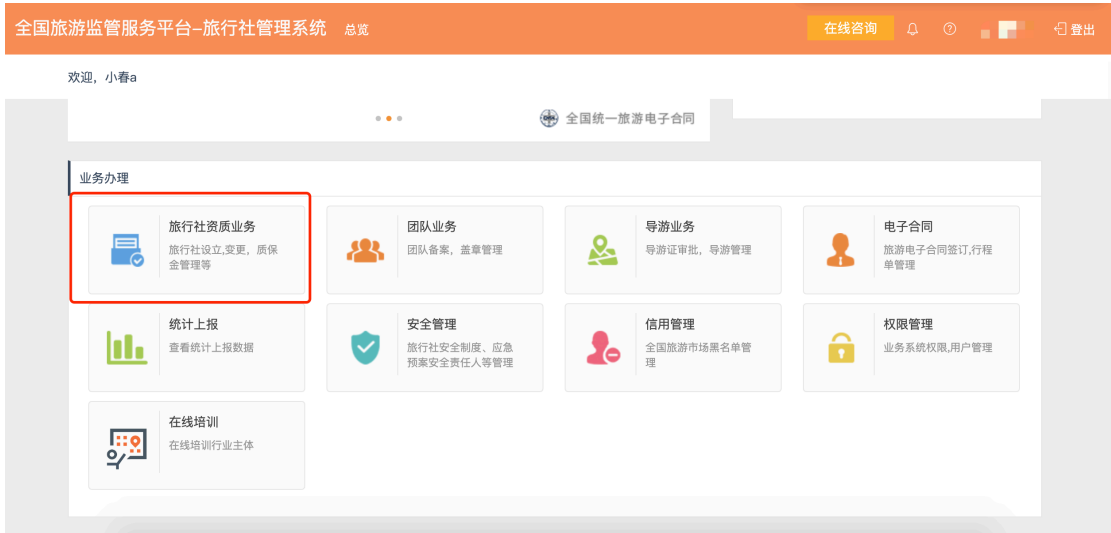 全国旅游监管服务平台–旅行社管理系统 总览 在线咨询 登出
欢迎，小春a
全国统一旅游电子合同
业务办理
旅行社资质业务
旅行社设立,变更，质保
金管理等
团队业务
团队备案，盖章管理
导游业务
导游证审批，导游管理
电子合同
旅游电子合同签订,行程
单管理
统计上报
查看统计上报数据
安全管理
旅行社安全制度、应急
预案安全责任人等管理
信用管理
全国旅游市场黑名单管
理
权限管理
业务系统权限,用户管理
在线培训
在线培训行业主体